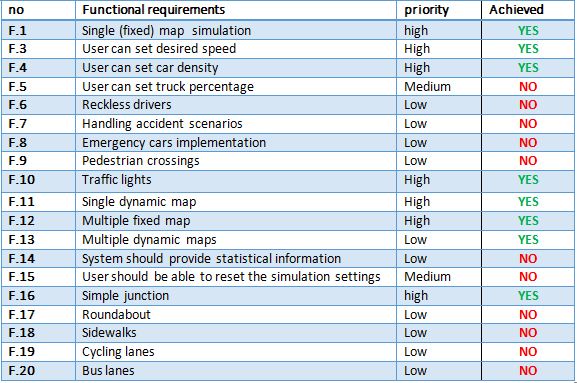 no Functional requirements priority Achieved
F.1 Single (fixed) map simulation high YES
F.3 User can set desired speed High YES
F.4 User can set car density High YES
F.5 User can set truck percentage Medium NO
F.6 Reckless drivers Low NO
F.7 Handling accident scenarios Low NO
F.8 Emergency cars implementation Low NO
F.9 Pedestrian crossings Low NO
F.10 Traffic lights High YES
F.11 Single dynamic map High YES
F.12 Multiple fixed map High YES
F.13 Multiple dynamic maps Low YES
F.14 System should provide statistical information Low NO
F.15 User should be able to reset the simulation settings Medium NO
F.16 Simple junction high YES
F.17 Roundabout Low NO
F.18 Sidewalks Low NO
F.19 Cycling lanes Low NO
F.20 Bus lanes Low NO